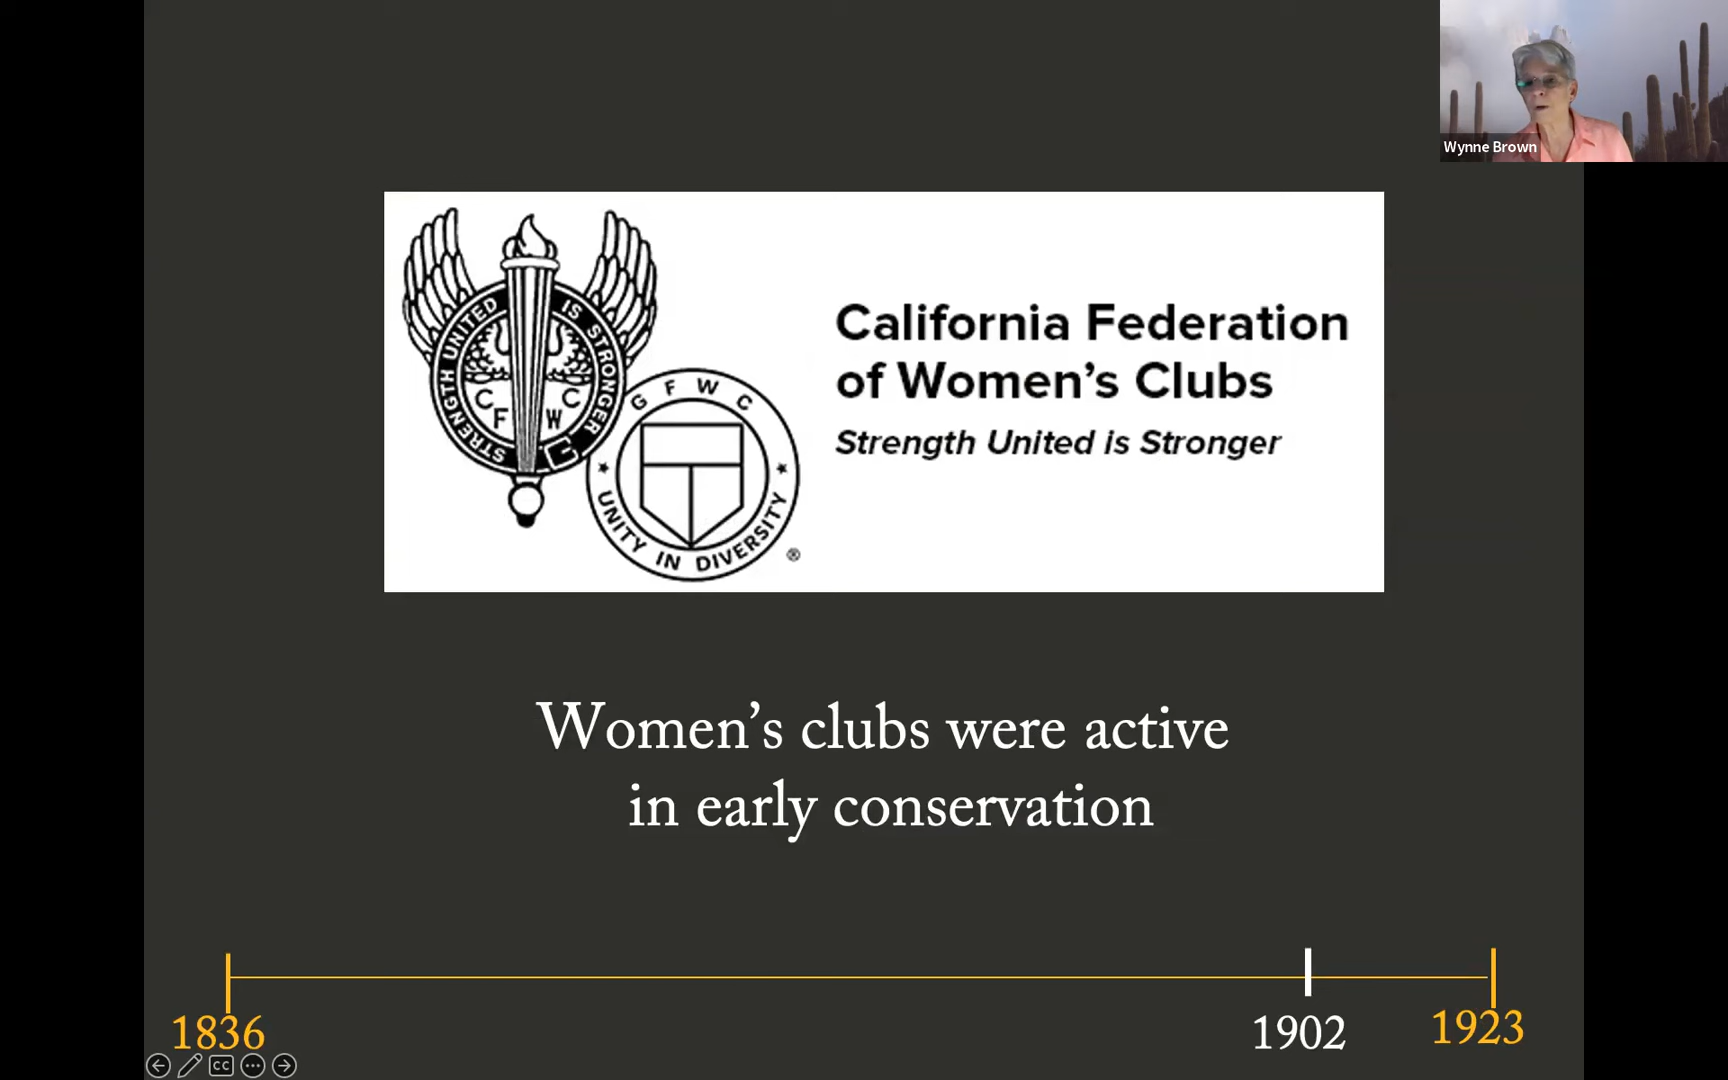 Wynne Brown
STRENGTH UNITED IS STRONGER
C F W C
G F W C
UNITY IN DIVERSITY
®
California Federation
of Women's Clubs
Strength United is Stronger
Women's clubs were active
in early conservation
1836
1902
1923
CC